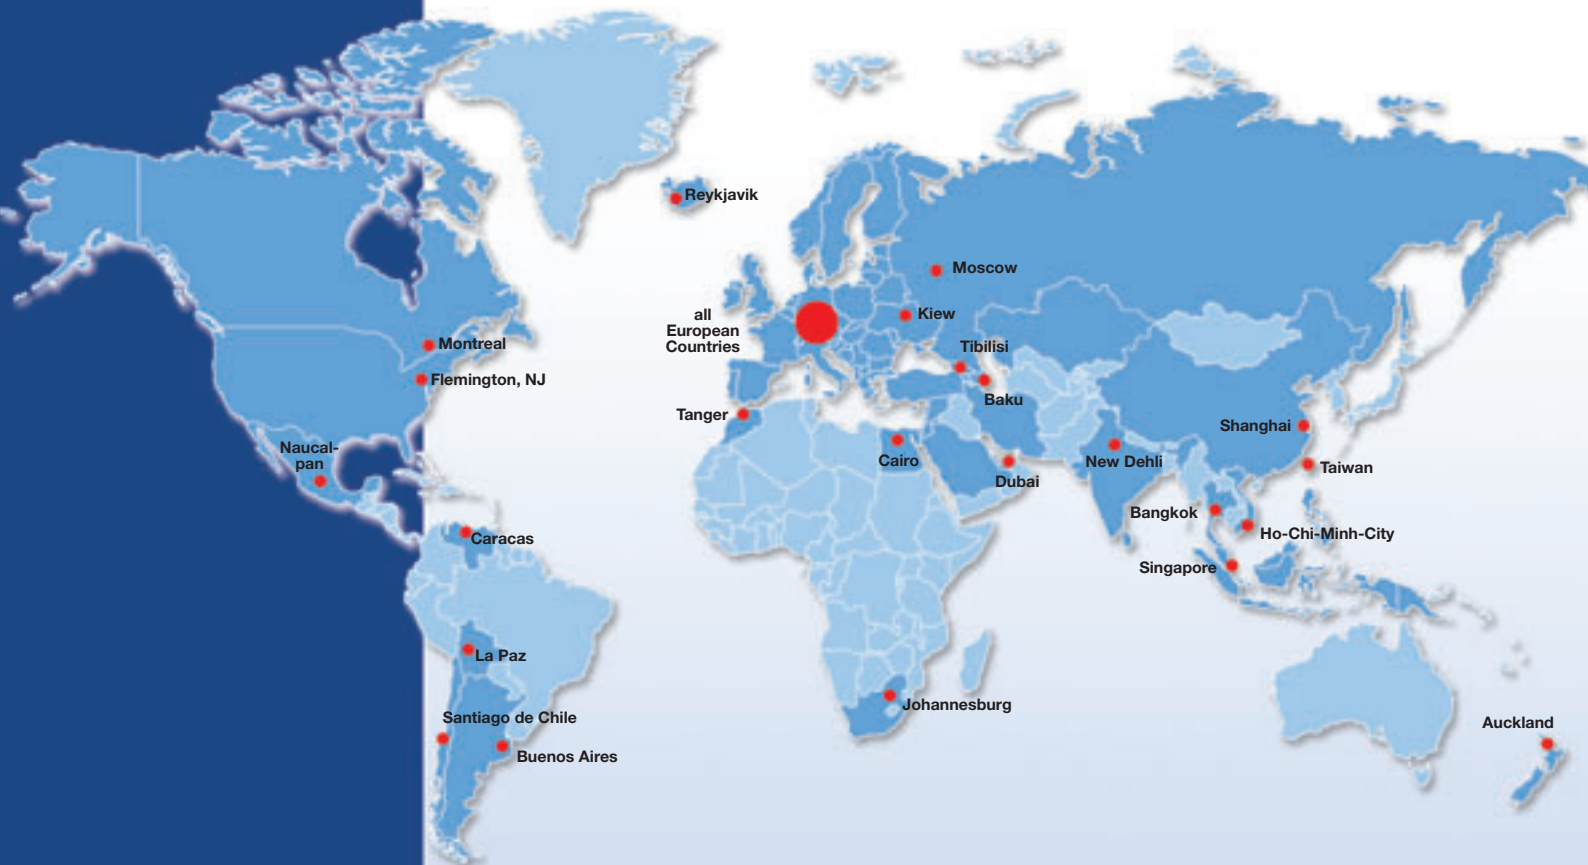 Reykjavik
Moscow
all
European
Countries
Kiew
Montreal
Tibilisi
Flemington, NJ
Baku
Tanger
Shanghai
Naucal-
pan
Cairo
New Dehli
Taiwan
Dubai
Bangkok
Caracas
Ho-Chi-Minh-City
Singapore
La Paz
Johannesburg
Santiago de Chile
Auckland
Buenos Aires